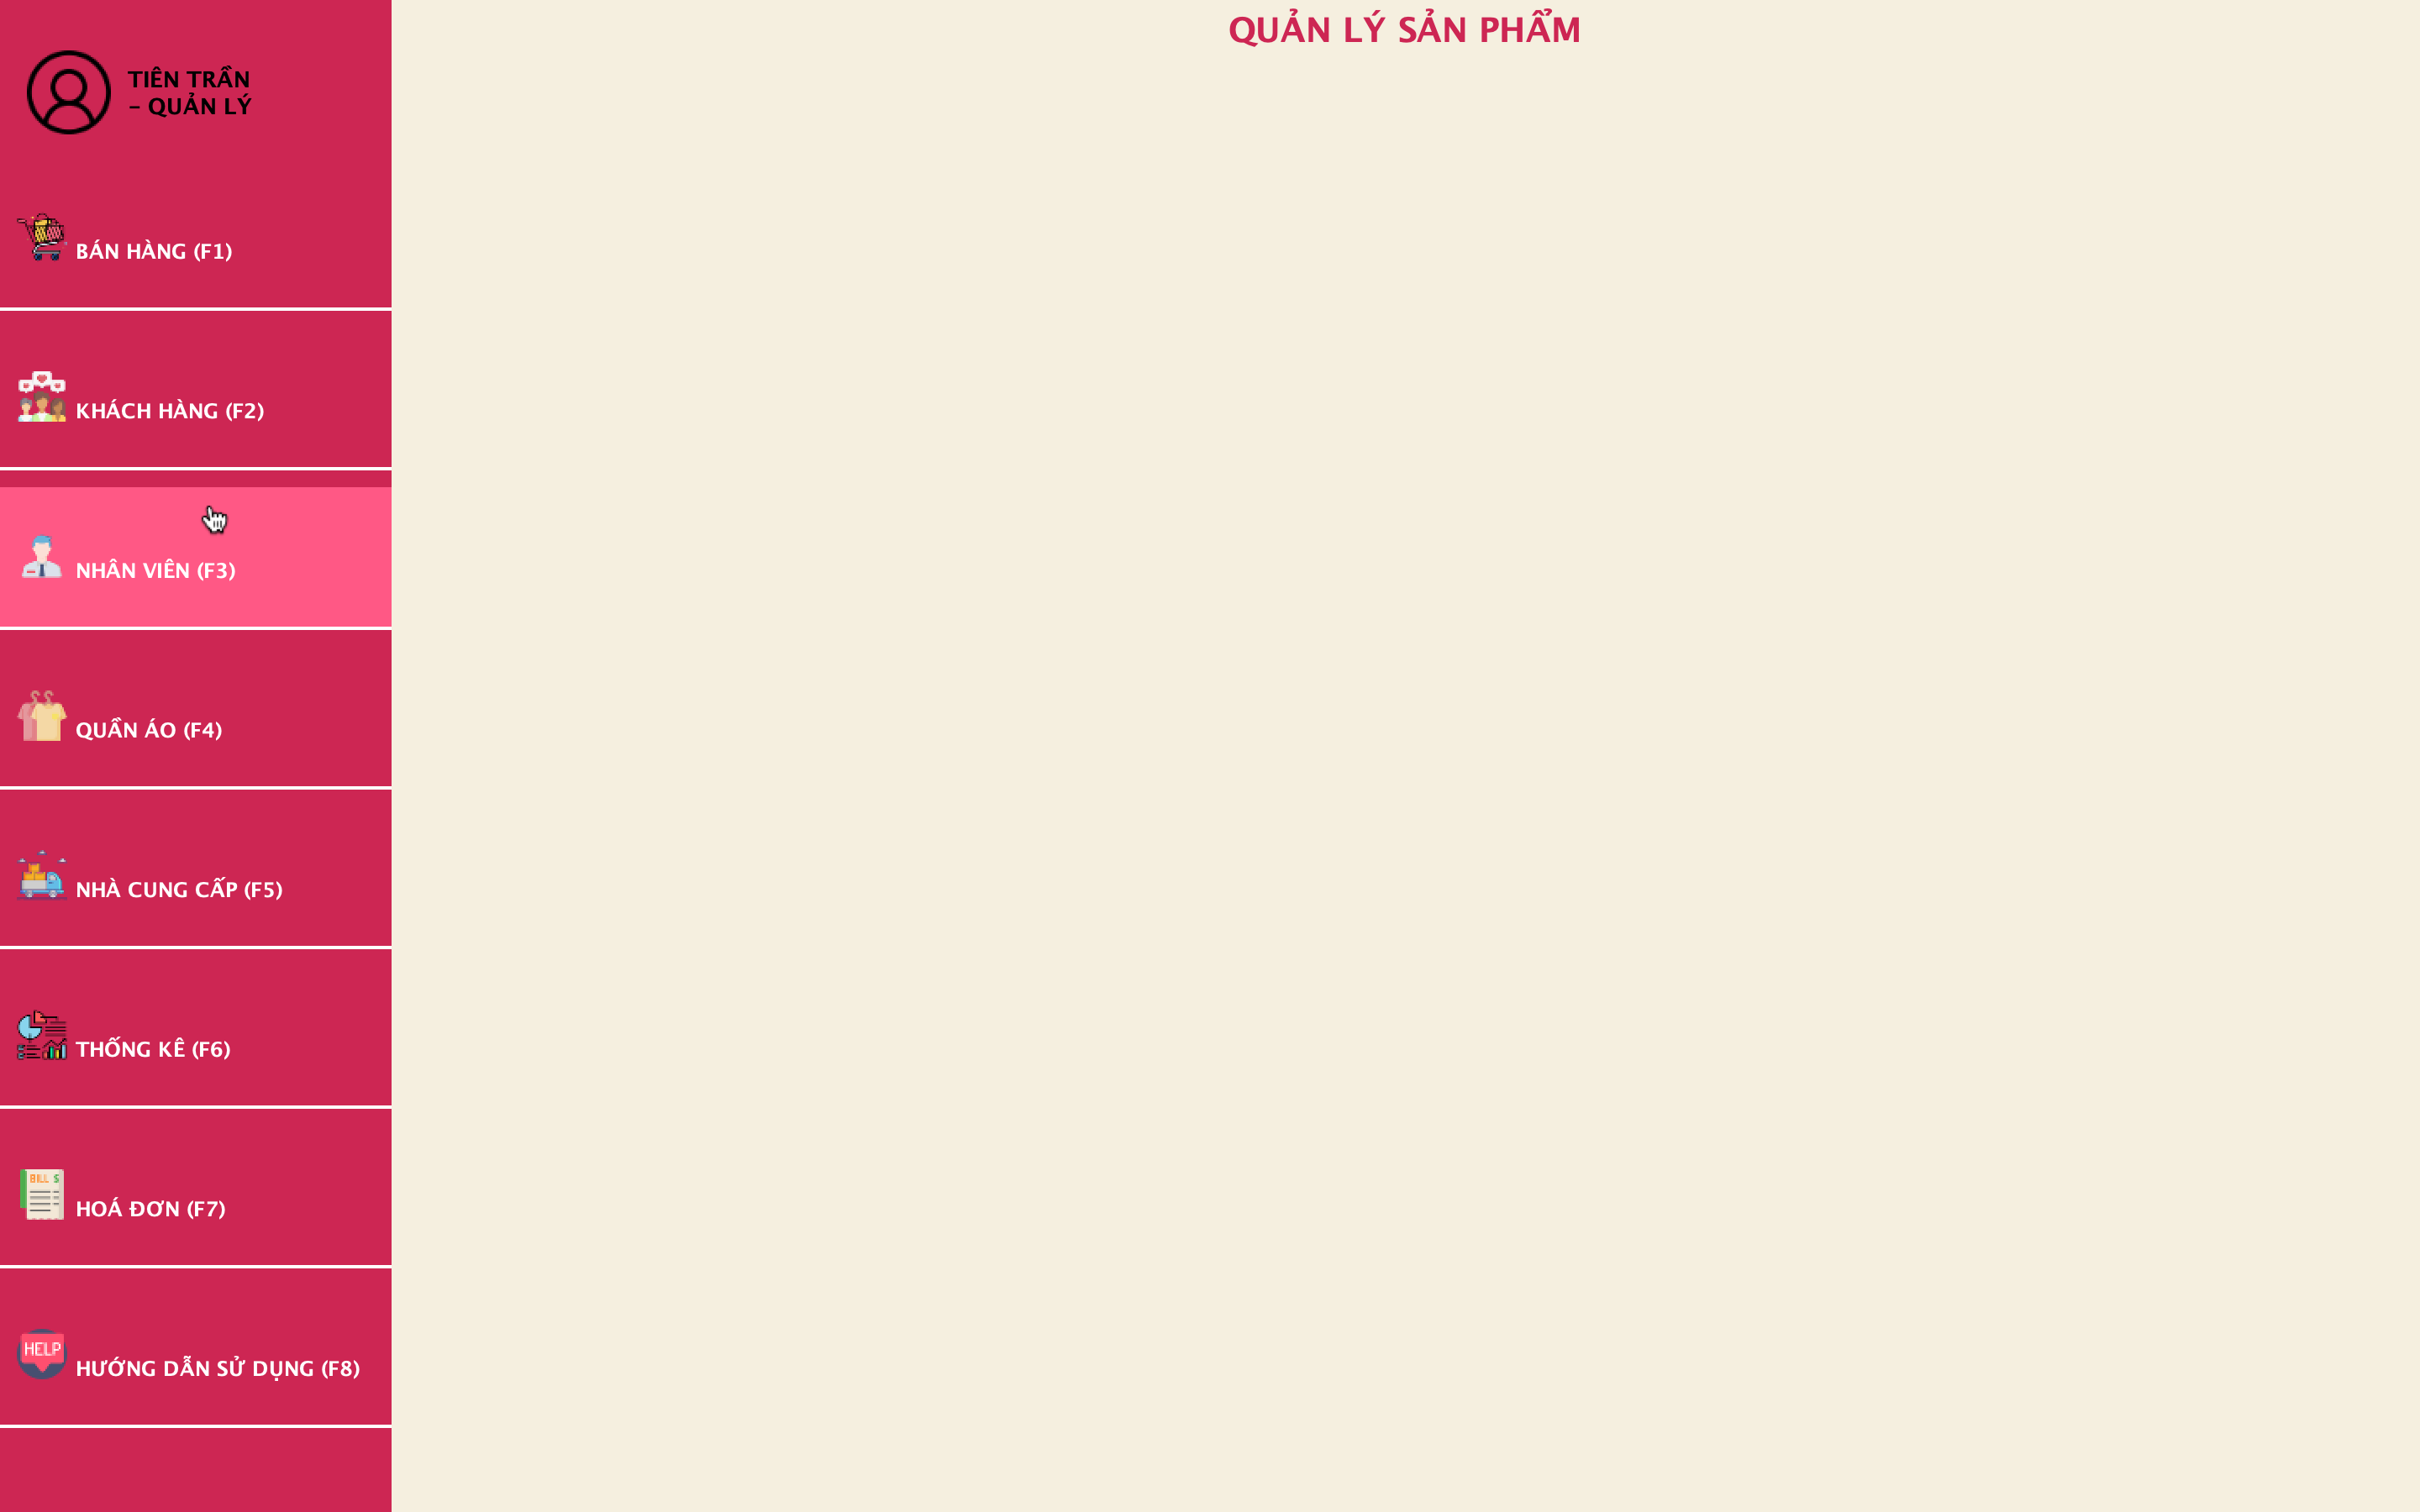 QUẢN LÝ SẢN PHẨM
TIÊN TRẦN
– QUẢN LÝ
BÁN HÀNG (F1)
KHÁCH HÀNG (F2)
NHÂN VIÊN (F3)
QUẦN ÁO (F4)
NHÀ CUNG CẤP (F5)
THỐNG KÊ (F6)
BILL $
HOÁ ĐƠN (F7)
HELP
HƯỚNG DẪN SỬ DỤNG (F8)